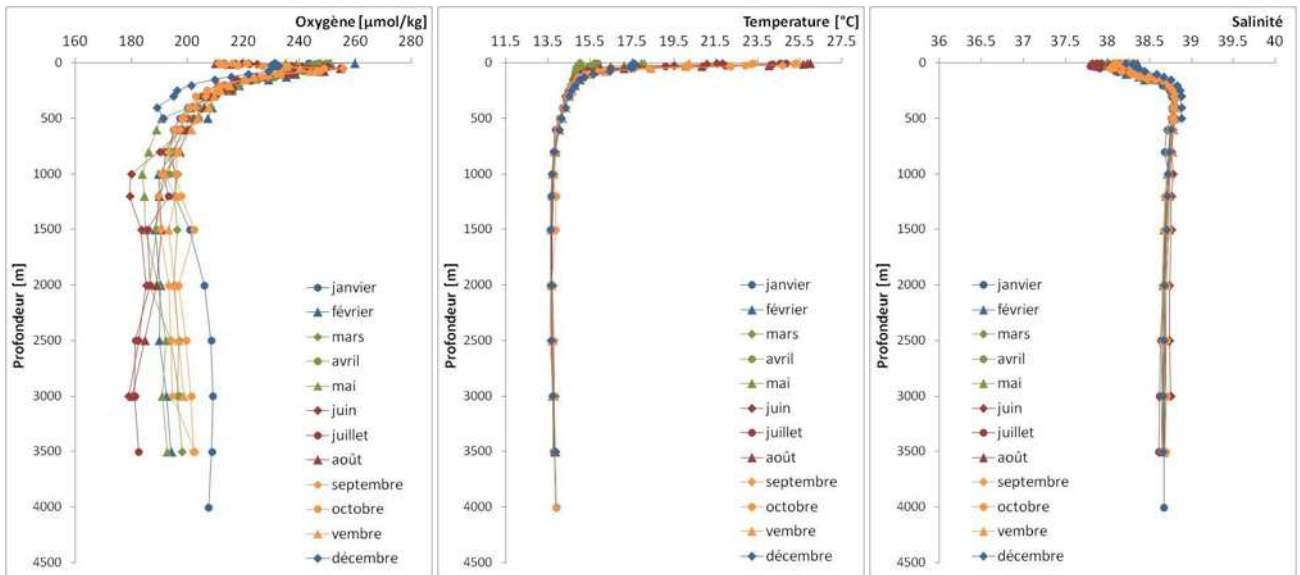 Oxygène [µmol/kg]
160 180 200 220 240 260 280
0
500
1000
1500
2000
2500
3000
3500
4000
4500
Profondeur [m]
janvier
février
mars
avril
mai
juin
juillet
août
septembre
octobre
vembre
décembre
Temperature [°C]
11.5 13.5 15.5 17.5 19.5 21.5 23.5 25.5 27.5
0
500
1000
1500
2000
2500
3000
3500
4000
4500
Profondeur [m]
janvier
février
mars
avril
mai
juin
juillet
août
septembre
octobre
vembre
décembre
Salinité
36 36.5 37 37.5 38 38.5 39 39.5 40
0
500
1000
1500
2000
2500
3000
3500
4000
4500
Profondeur [m]
janvier
février
mars
avril
mai
juin
juillet
août
septembre
octobre
vembre
décembre